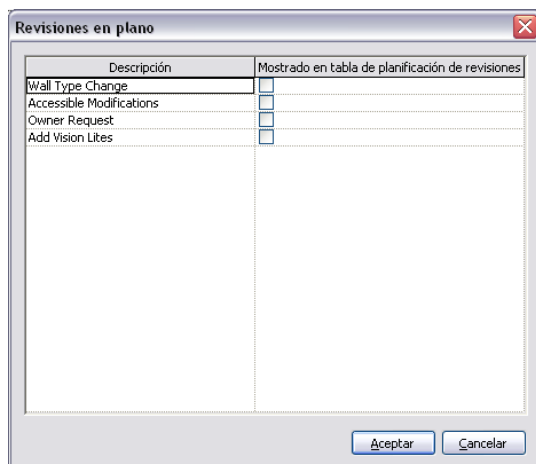 Revisiones en plano
Descripción Mostrado en tabla de planificación de revisiones
Wall Type Change
Accessible Modifications
Owner Request
Add Vision Lites
Aceptar Cancelar